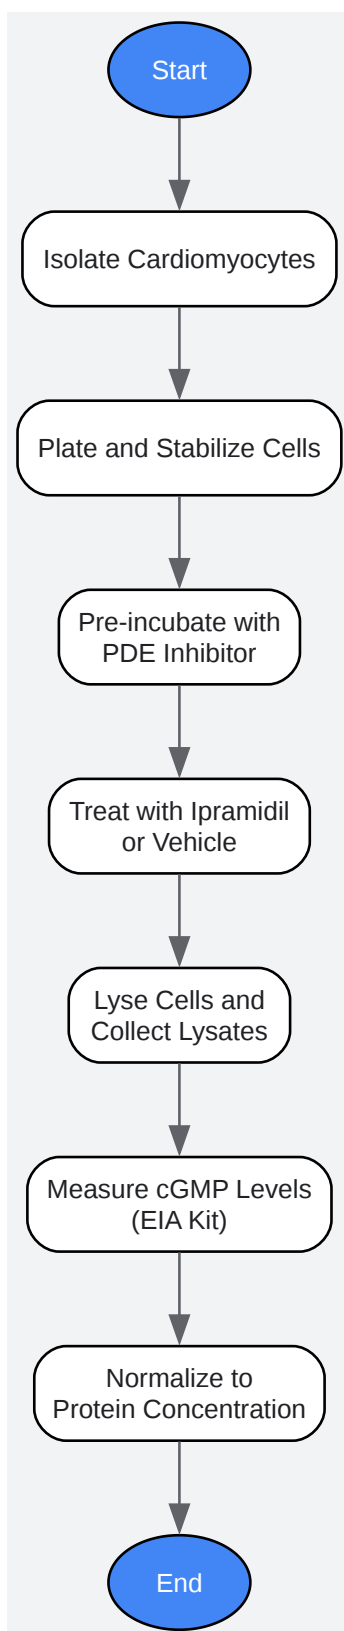 Start
Isolate Cardiomyocytes
Plate and Stabilize Cells
Pre-incubate with
PDE Inhibitor
Treat with Ipramidil
or Vehicle
Lyse Cells and
Collect Lysates
Measure cGMP Levels
(EIA Kit)
Normalize to
Protein Concentration
End